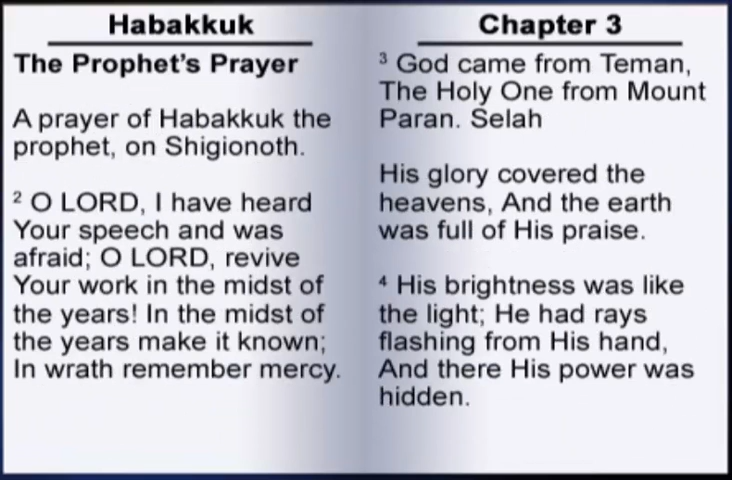 Habakkuk
The Prophet's Prayer
A prayer of Habakkuk the
prophet, on Shigionoth.
2 O LORD, I have heard
Your speech and was
afraid; O LORD, revive
Your work in the midst of
the years! In the midst of
the years make it known;
In wrath remember mercy.
Chapter 3
3 God came from Teman,
The Holy One from Mount
Paran. Selah
His glory covered the
heavens, And the earth
was full of His praise.
4 His brightness was like
the light; He had rays
flashing from His hand,
And there His power was
hidden.